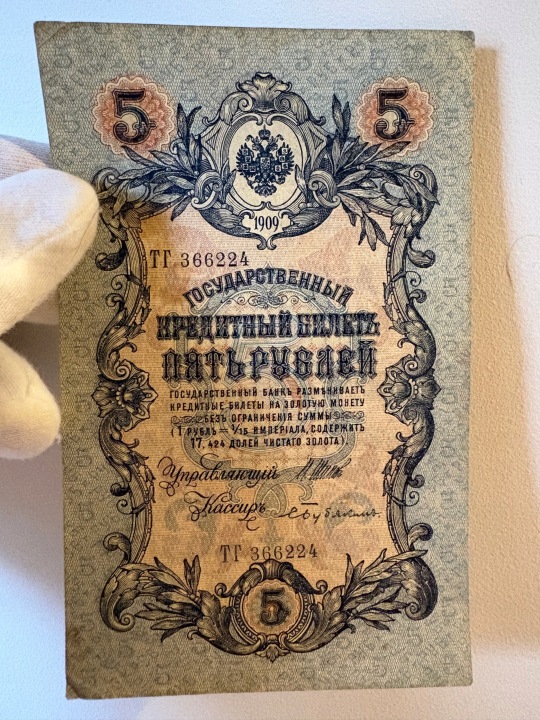 5 5
1909
ТГ 366224
ГОСУДАРСТВЕННЫЙ
КРЕДИТНЫЙ БИЛЕТЪ
ПЯТЬ РУБЛЕЙ
ГОСУДАРСТВЕННЫЙ БАНКЪ РАЗМѢНИВАЕТЪ
КРЕДИТНЫЕ БИЛЕТЫ НА ЗОЛОТУЮ МОНЕТУ
БЕЗЪ ОГРАНИЧЕНІЯ СУММЫ
(1 РУБЛЬ = 1/15 ИМПЕРІАЛА, СОДЕРЖИТЪ
17,424 ДОЛЕЙ ЧИСТАГО ЗОЛОТА).
Управляющій
Кассиръ
ТГ 366224
5